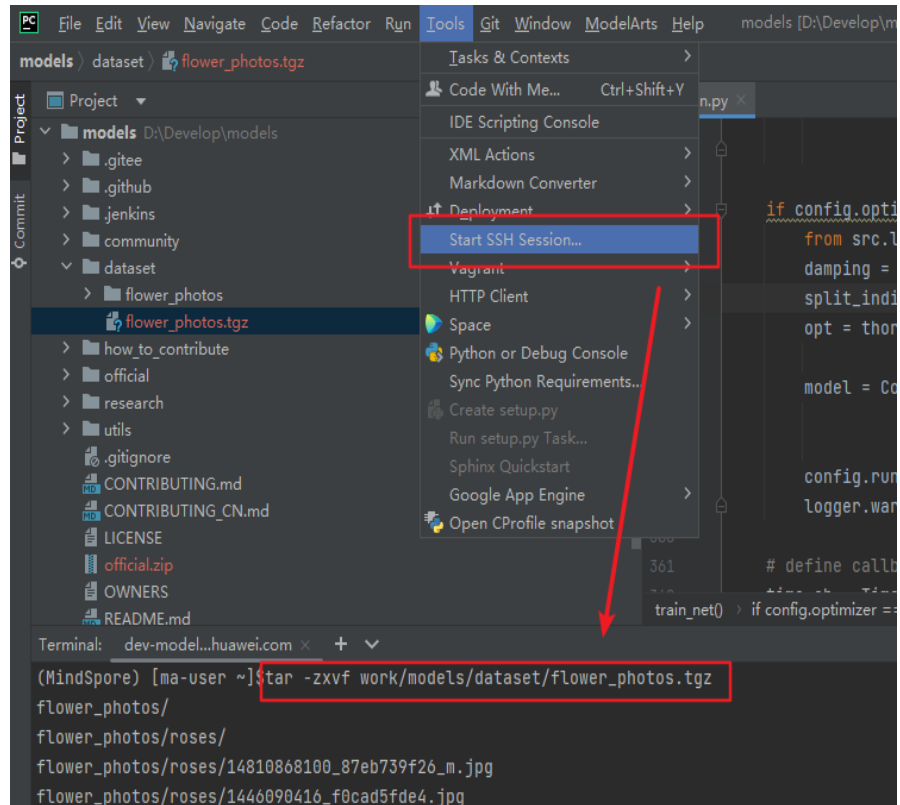 PC File Edit View Navigate Code Refactor Run Tools Git Window ModelArts Help models [D:\Develop\m
models dataset flower_photos.tgz
Project
Project
models D:\Develop\models
.gitee
.github
.jenkins
community
dataset
flower_photos
flower_photos.tgz
how_to_contribute
official
research
utils
.gitignore
CONTRIBUTING.md
CONTRIBUTING_CN.md
LICENSE
official.zip
OWNERS
README.md
Commit
Tasks & Contexts
Code With Me... Ctrl+Shift+Y
IDE Scripting Console
XML Actions
Markdown Converter
Deployment
Start SSH Session...
Vagrant
HTTP Client
Space
Python or Debug Console
Sync Python Requirements...
Create setup.py
Run setup.py Task...
Sphinx Quickstart
Google App Engine
Open CProfile snapshot
n.py
if config.opti
from src.l
damping =
split_indi
opt = thor
model = Co
config.run
logger.war
361 # define callb
train_net() if config.optimizer ==
Terminal: dev-model...huawei.com
(MindSpore) [ma-user ~]$tar -zxvf work/models/dataset/flower_photos.tgz
flower_photos/
flower_photos/roses/
flower_photos/roses/14810868100_87eb739f26_m.jpg
flower_photos/roses/1446090416_f0cad5fde4.jpg